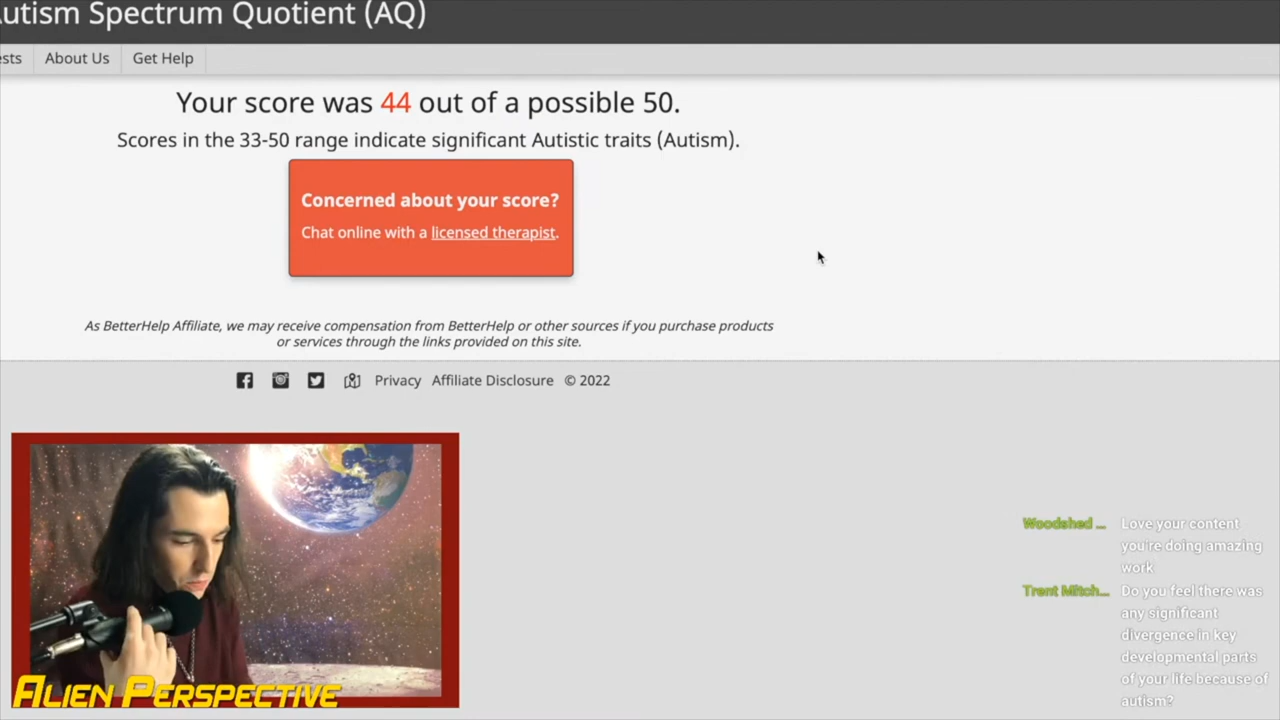 utism Spectrum Quotient (AQ)
ests About Us Get Help
Your score was 44 out of a possible 50.
Scores in the 33-50 range indicate significant Autistic traits (Autism).
Concerned about your score?
Chat online with a licensed therapist.
As BetterHelp Affiliate, we may receive compensation from BetterHelp or other sources if you purchase products
or services through the links provided on this site.
Privacy Affiliate Disclosure © 2022
Woodshed ... Love your content
you're doing amazing
work
Trent Mitch... Do you feel there was
any significant
divergence in key
developmental parts
of your life because of
autism?
ALIEN PERSPECTIVE